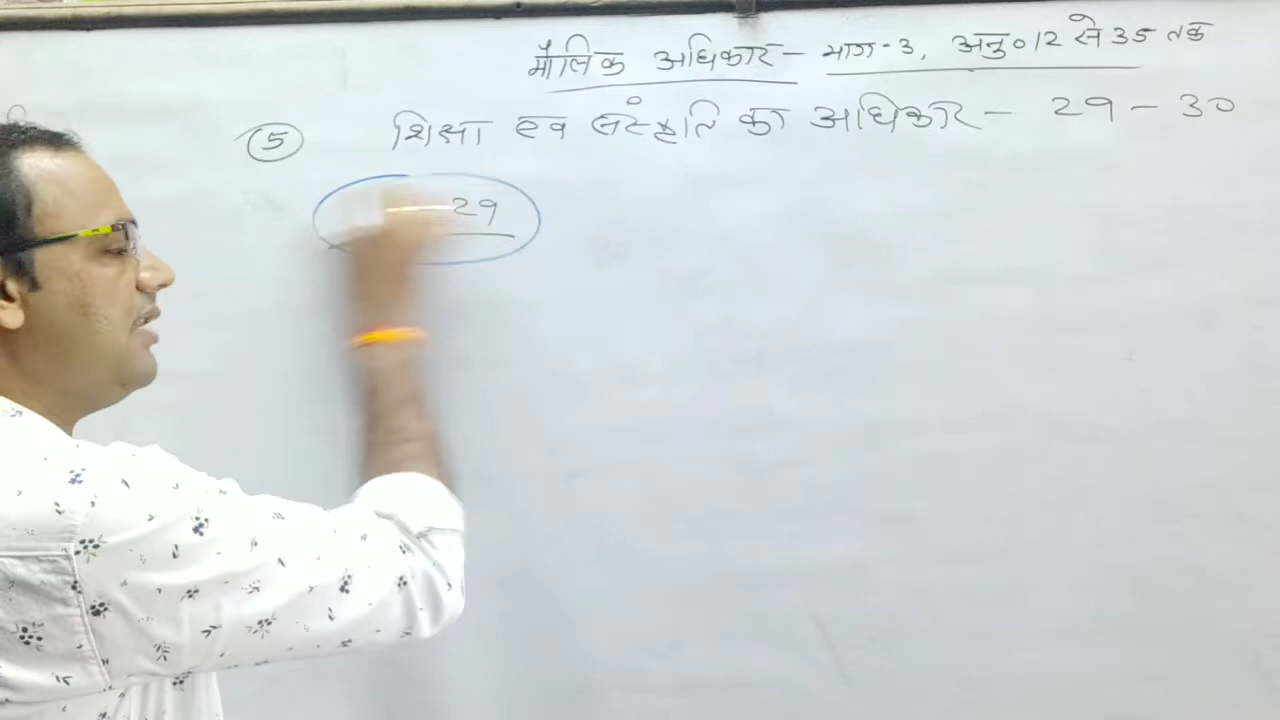 मौलिक अधिकार - भाग-3, अनु० 12 से 35 तक
⑤ शिक्षा एव संस्कृति का अधिकार - 29 - 30
29